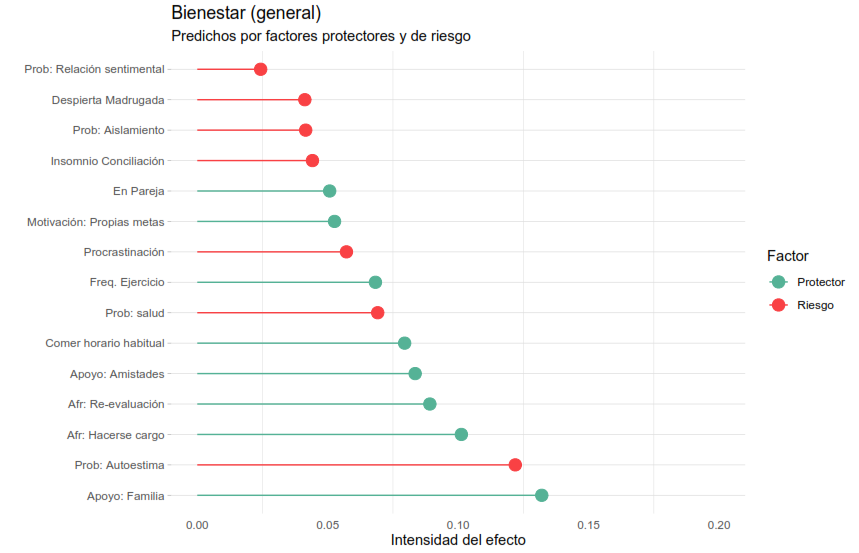 Bienestar (general)
Predichos por factores protectores y de riesgo
Prob: Relación sentimental
Despierta Madrugada
Prob: Aislamiento
Insomnio Conciliación
En Pareja
Motivación: Propias metas
Procrastinación
Freq. Ejercicio
Prob: salud
Comer horario habitual
Apoyo: Amistades
Afr: Re-evaluación
Afr: Hacerse cargo
Prob: Autoestima
Apoyo: Familia
0.00 0.05 0.10 0.15 0.20
Intensidad del efecto
Factor
Protector
Riesgo